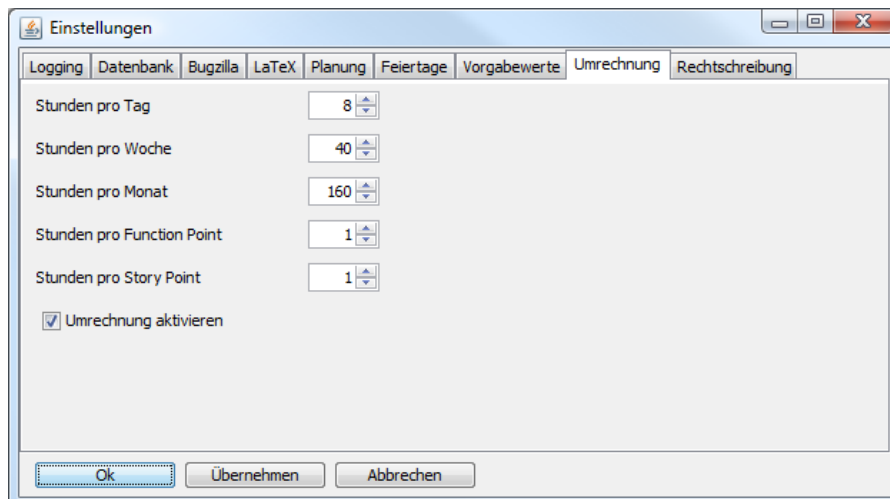 Einstellungen
Logging Datenbank Bugzilla LaTeX Planung Feiertage Vorgabewerte Umrechnung Rechtschreibung
Stunden pro Tag 8
Stunden pro Woche 40
Stunden pro Monat 160
Stunden pro Function Point 1
Stunden pro Story Point 1
Umrechnung aktivieren
Ok Übernehmen Abbrechen